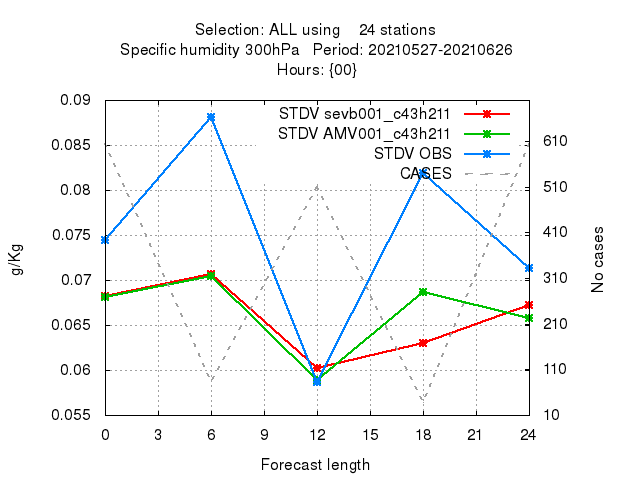 Selection: ALL using    24 stations
Specific humidity 300hPa   Period: 20210527-20210626
Hours: {00}
0.09
0.085
0.08
0.075
0.07
0.065
0.06
0.055
g/Kg
STDV sevb001_c43h211
STDV AMV001_c43h211
STDV OBS
CASES
610
510
410
310
210
110
10
No cases
0 3 6 9 12 15 18 21 24
Forecast length